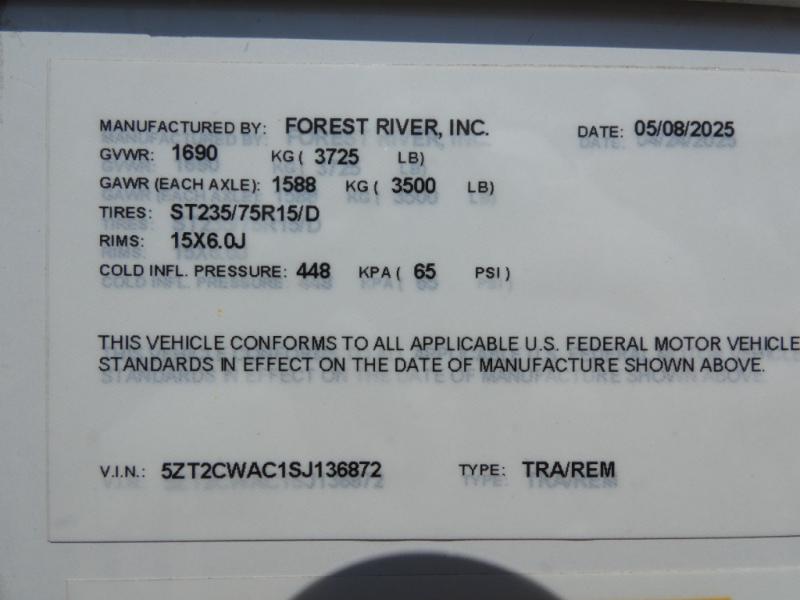 MANUFACTURED BY: FOREST RIVER, INC. DATE: 05/08/2025
GVWR: 1690 KG ( 3725 LB)
GAWR (EACH AXLE): 1588 KG ( 3500 LB)
TIRES: ST235/75R15/D
RIMS: 15X6.0J
COLD INFL. PRESSURE: 448 KPA ( 65 PSI )
THIS VEHICLE CONFORMS TO ALL APPLICABLE U.S. FEDERAL MOTOR VEHICLE
STANDARDS IN EFFECT ON THE DATE OF MANUFACTURE SHOWN ABOVE.
V.I.N.: 5ZT2CWAC1SJ136872 TYPE: TRA/REM